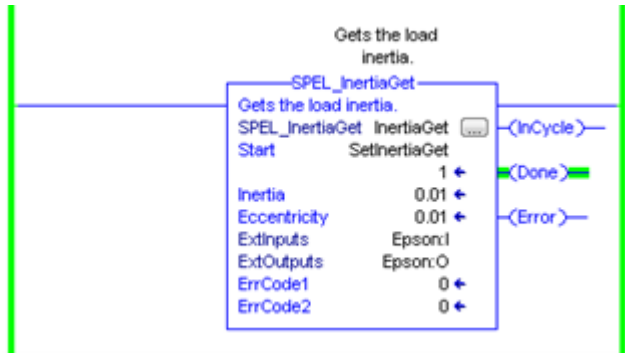 Gets the load
inertia.
SPEL_InertiaGet
Gets the load inertia.
SPEL_InertiaGet InertiaGet ... (InCycle)
Start SetInertiaGet
1 (Done)
Inertia 0.01
Eccentricity 0.01 (Error)
ExtInputs Epson:I
ExtOutputs Epson:O
ErrCode1 0
ErrCode2 0